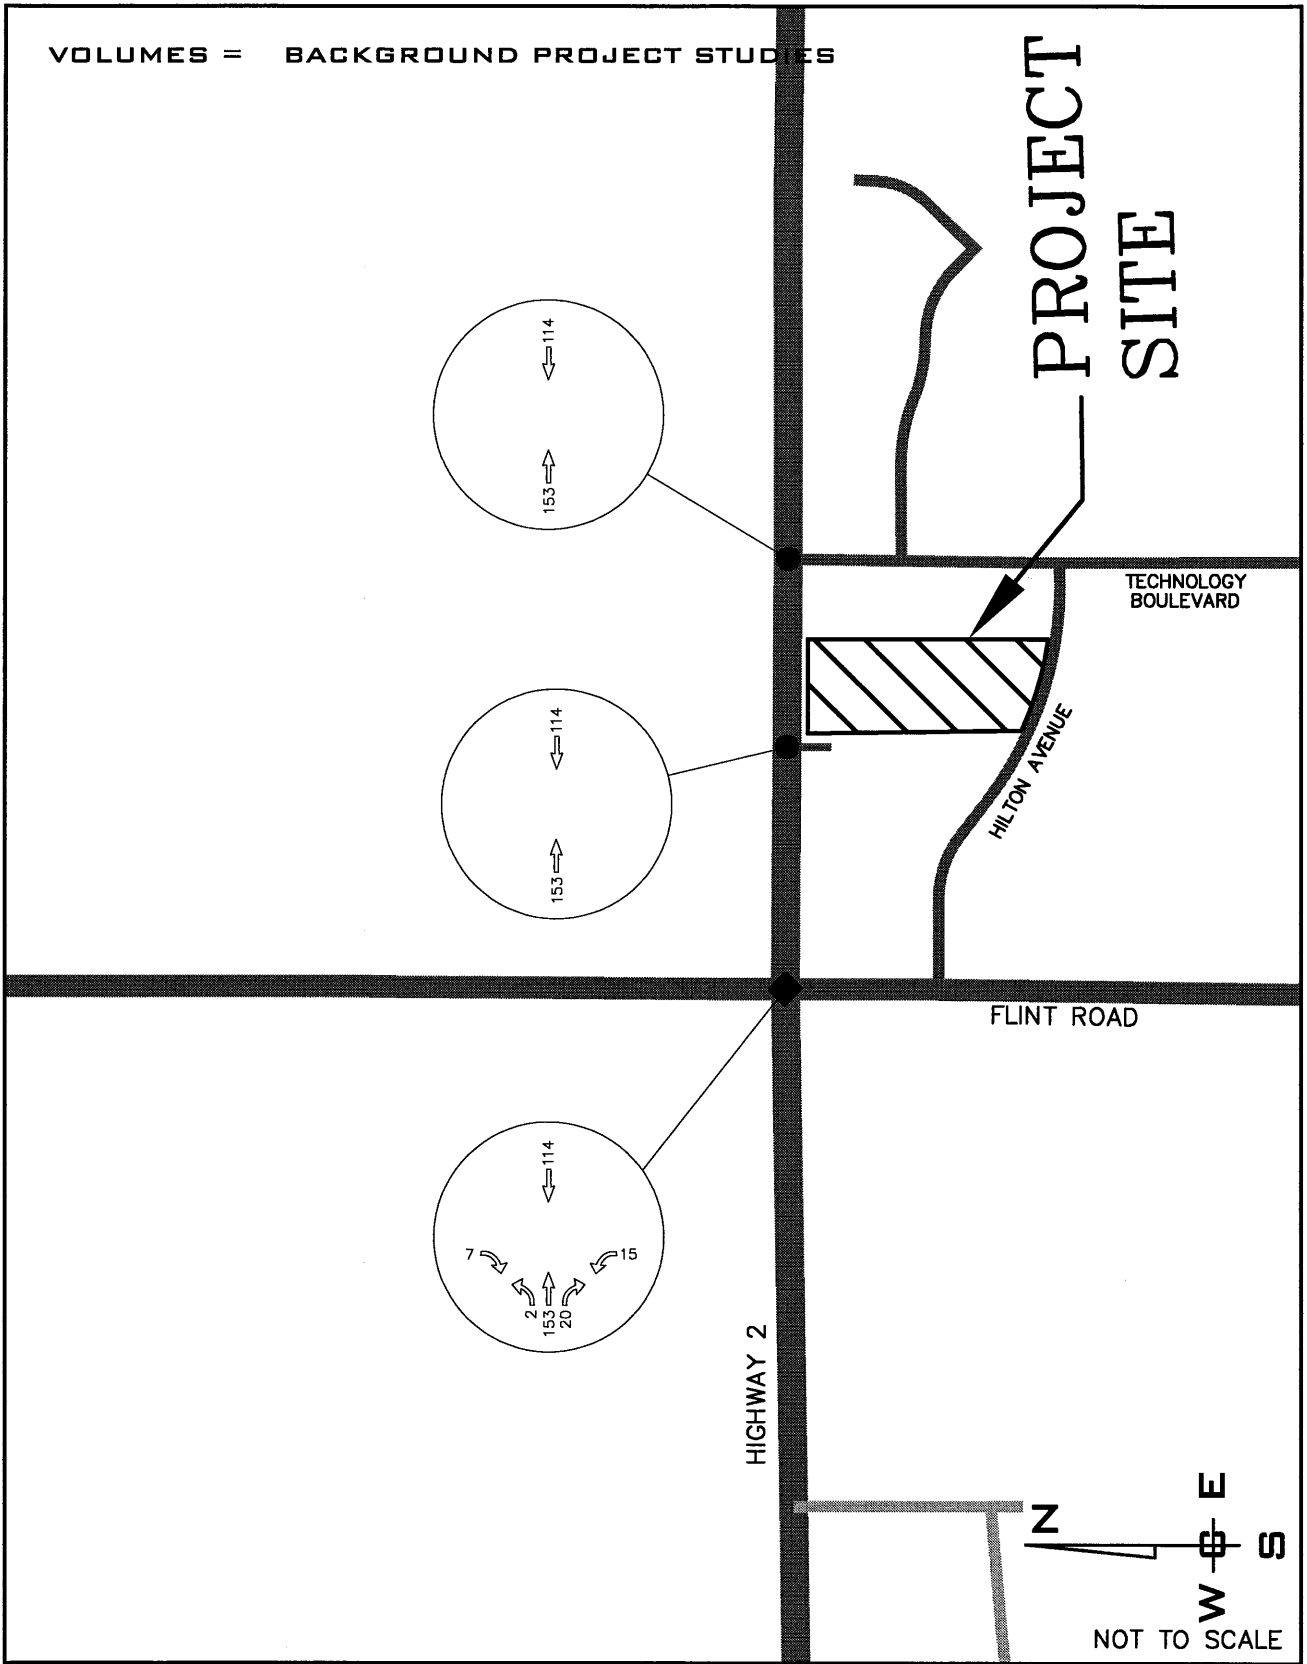 VOLUMES = BACKGROUND PROJECT STUDIES
PROJECT
SITE
114
153
TECHNOLOGY
BOULEVARD
114
153
HILTON AVENUE
FLINT ROAD
114
7
15
2
153
20
HIGHWAY 2
N
W E
S
NOT TO SCALE